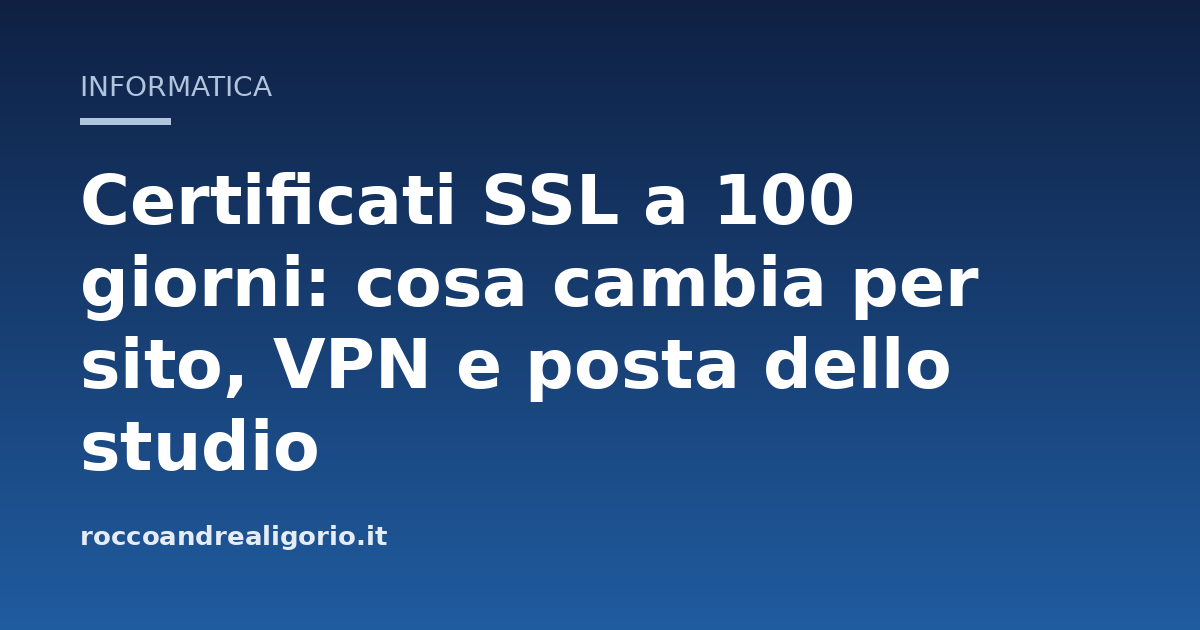 INFORMATICA
Certificati SSL a 100
giorni: cosa cambia per
sito, VPN e posta dello
studio
roccoandrealigorio.it